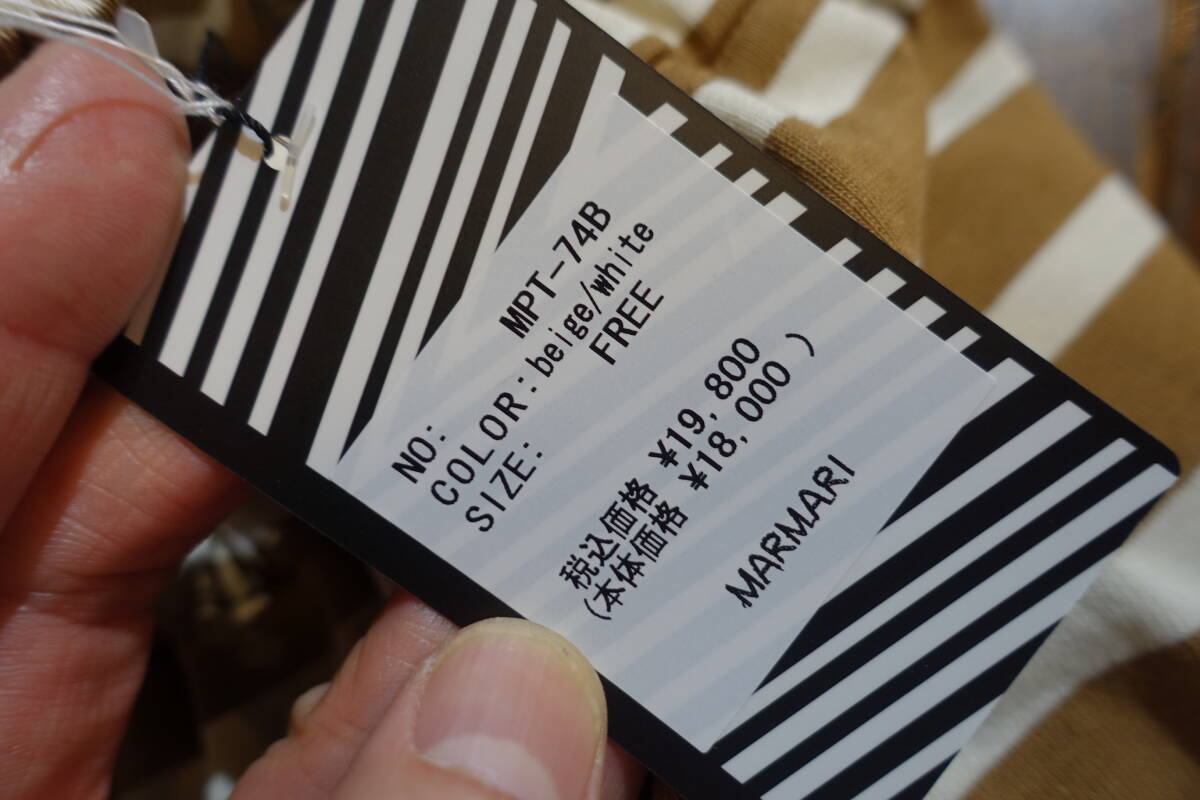 NO: MPT-74B
COLOR:beige/white
SIZE: FREE
税込価格 ¥19,800
(本体価格 ¥18,000 )
MARMARI